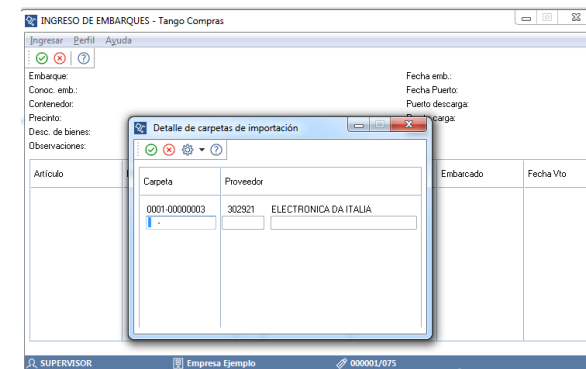 INGRESO DE EMBARQUES - Tango Compras
Ingresar Perfil Ayuda
Embarque: Fecha emb.:
Conoc. emb.: Fecha Puerto:
Contenedor: Puerto descarga:
Precinto: carga:
Desc. de bienes:
Observaciones:
Artículo Embarcado Fecha Vto
Detalle de carpetas de importación
Carpeta Proveedor
0001-00000003 302921 ELECTRONICA DA ITALIA
-
SUPERVISOR Empresa Ejemplo 000001/075